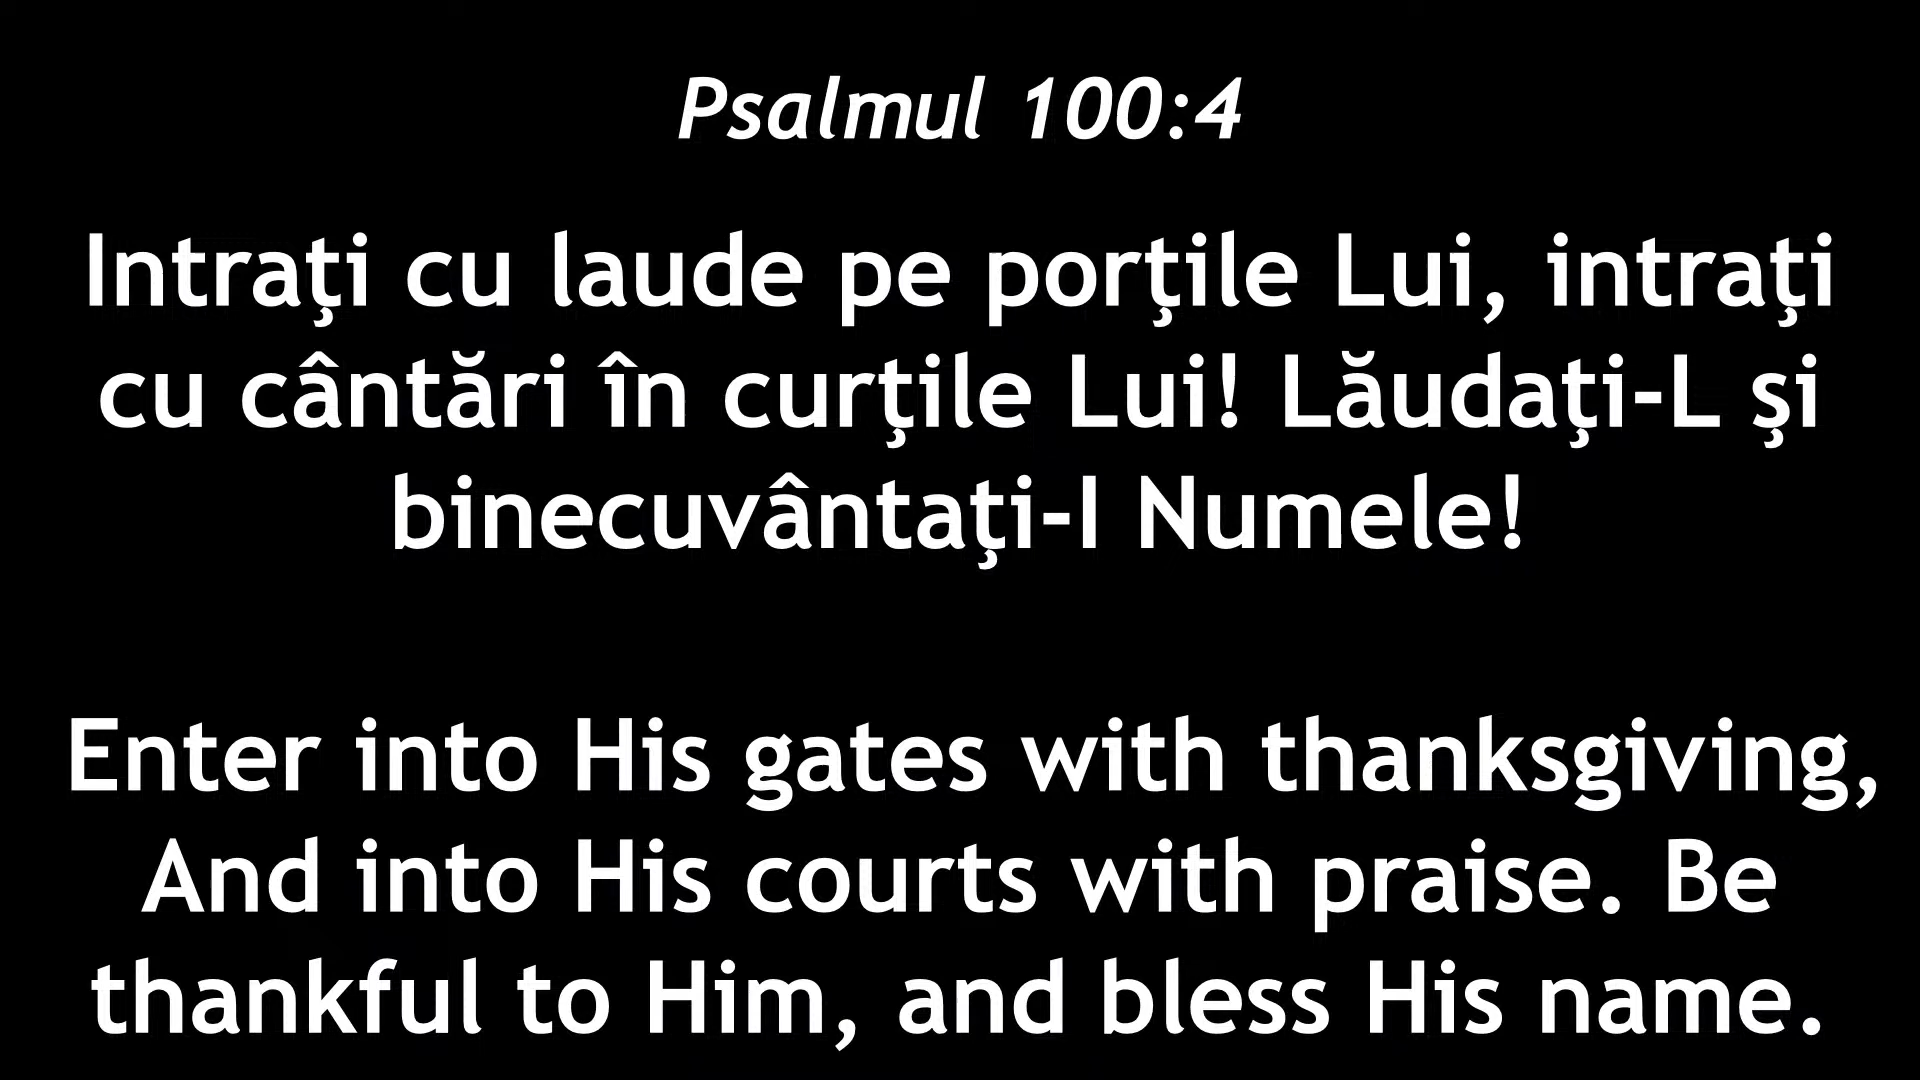 Psalmul 100:4
Intraţi cu laude pe porţile Lui, intraţi
cu cântări în curţile Lui! Lăudaţi-L şi
binecuvântaţi-I Numele!
Enter into His gates with thanksgiving,
And into His courts with praise. Be
thankful to Him, and bless His name.